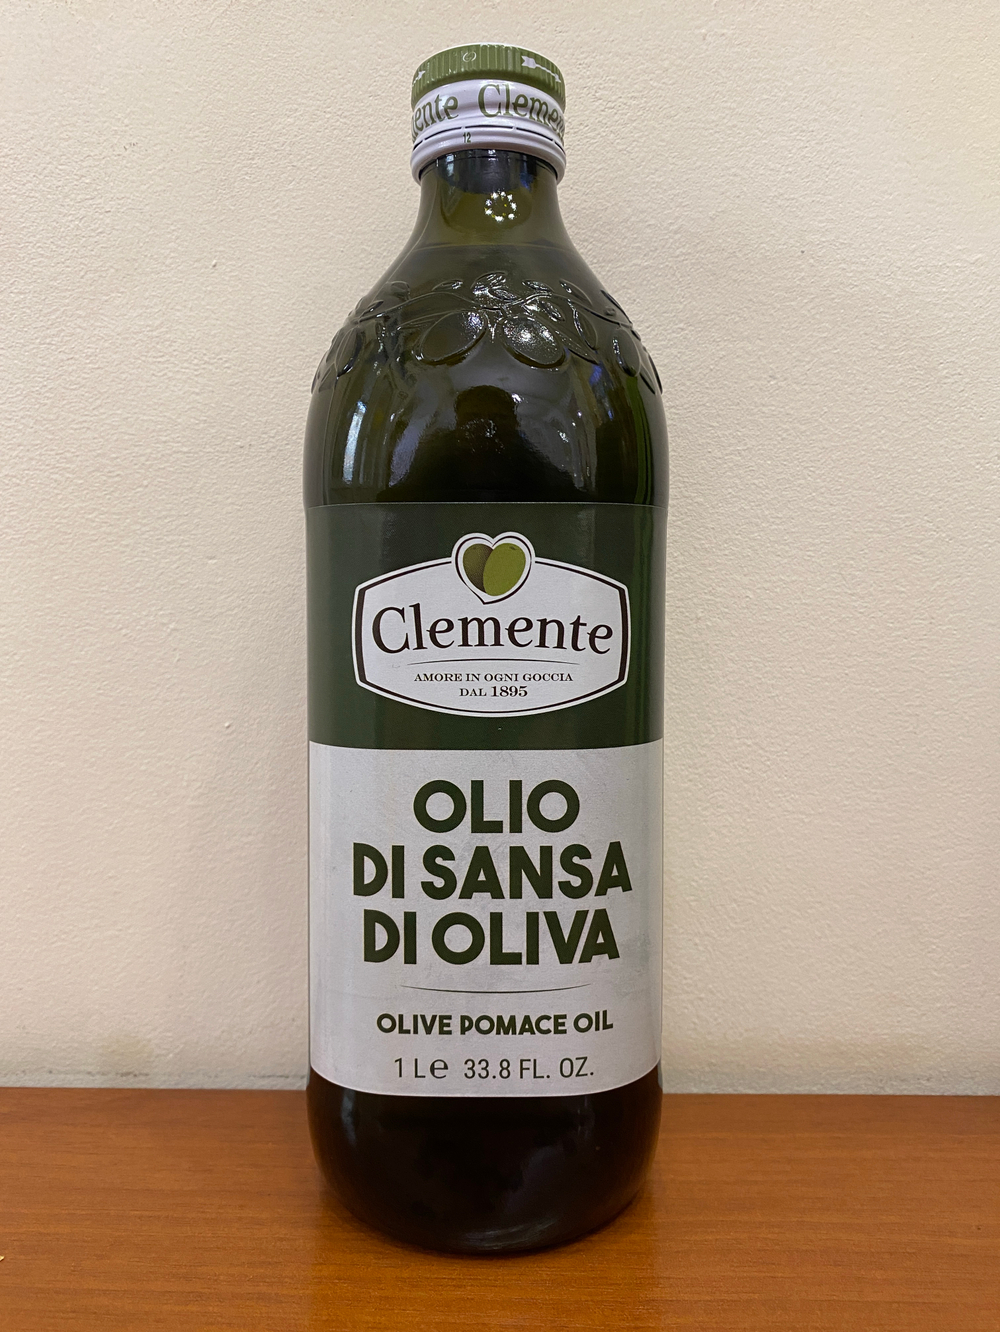 Clemente
12
Clemente
AMORE IN OGNI GOCCIA
DAL 1895
OLIO
DI SANSA
DI OLIVA
OLIVE POMACE OIL
1 L ℮ 33.8 FL. OZ.